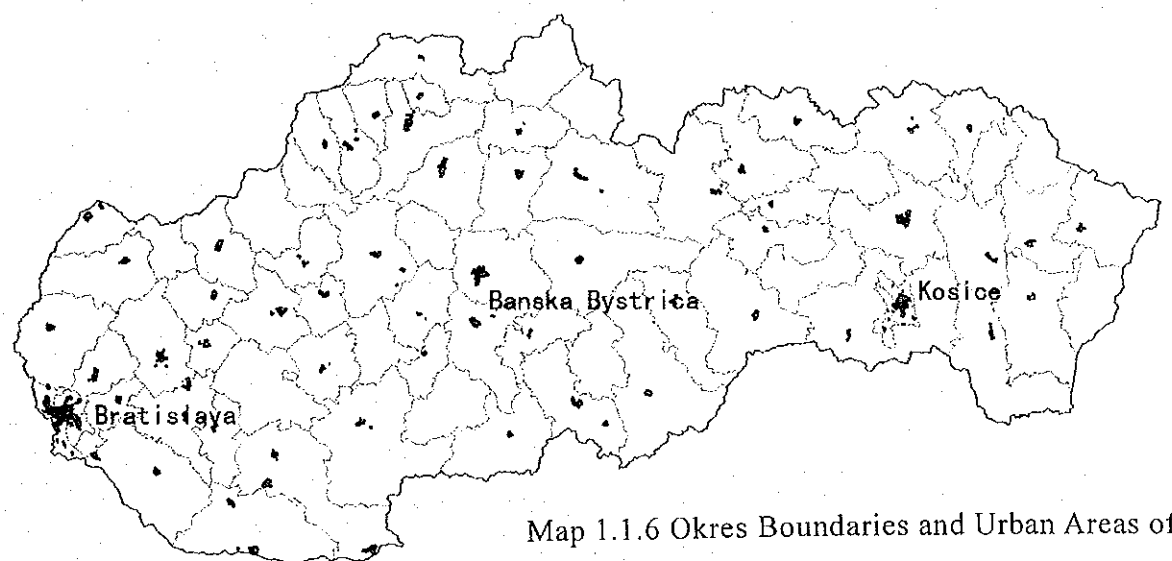 Kosice
Banska Bystrica
Bratislava
Map 1.1.6 Okres Boundaries and Urban Areas of